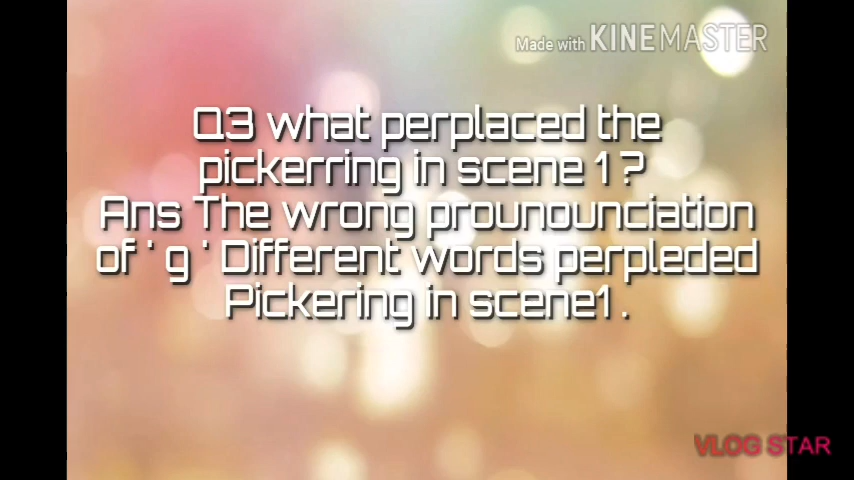 Made with KINEMASTER
Q3 what perplaced the
pickerring in scene 1 ?
Ans The wrong prounounciation
of ' g ' Different words perpleded
Pickering in scene1 .
VLOG STAR